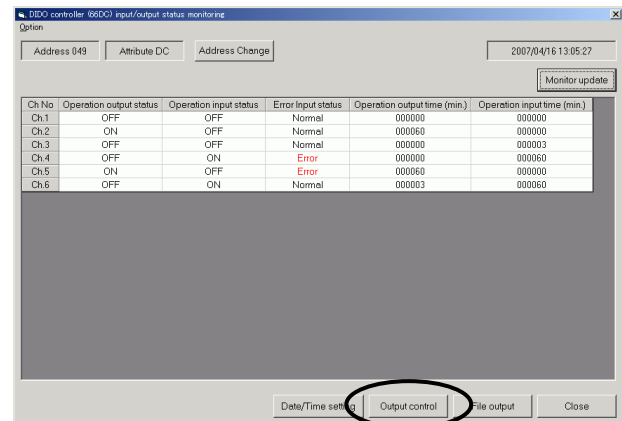 DIDO controller (66DC) input/output status monitoring
Option
Address 049 Attribute DC Address Change 2007/04/16 13:05:27
Monitor update
Ch No Operation output status Operation input status Error Input status Operation output time (min.) Operation input time (min.)
Ch.1 OFF OFF Normal 000000 000000
Ch.2 ON OFF Normal 000060 000000
Ch.3 OFF OFF Normal 000000 000003
Ch.4 OFF ON Error 000000 000060
Ch.5 ON OFF Error 000060 000000
Ch.6 OFF ON Normal 000003 000060
Date/Time setting Output control File output Close